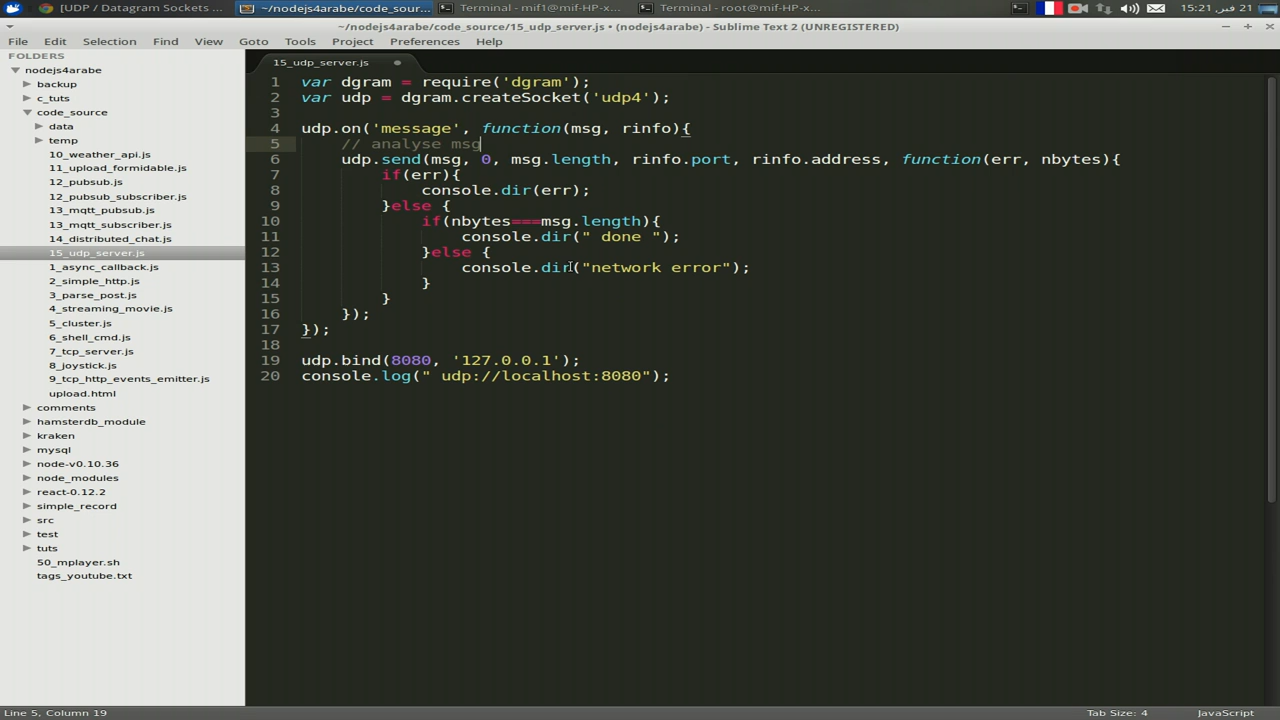 [UDP / Datagram Sockets ...
~/nodejs4arabe/code_sour...
Terminal - mif1@mif-HP-x...
Terminal - root@mif-HP-x...
15:21 ,فبر 21
~/nodejs4arabe/code_source/15_udp_server.js • (nodejs4arabe) - Sublime Text 2 (UNREGISTERED)
File Edit Selection Find View Goto Tools Project Preferences Help
FOLDERS
nodejs4arabe
backup
c_tuts
code_source
data
temp
10_weather_api.js
11_upload_formidable.js
12_pubsub.js
12_pubsub_subscriber.js
13_mqtt_pubsub.js
13_mqtt_subscriber.js
14_distributed_chat.js
15_udp_server.js
1_async_callback.js
2_simple_http.js
3_parse_post.js
4_streaming_movie.js
5_cluster.js
6_shell_cmd.js
7_tcp_server.js
8_joystick.js
9_tcp_http_events_emitter.js
upload.html
comments
hamsterdb_module
kraken
mysql
node-v0.10.36
node_modules
react-0.12.2
simple_record
src
test
tuts
50_mplayer.sh
tags_youtube.txt
15_udp_server.js
1 var dgram = require('dgram');
2 var udp = dgram.createSocket('udp4');
3
4 udp.on('message', function(msg, rinfo){
5 // analyse msg
6 udp.send(msg, 0, msg.length, rinfo.port, rinfo.address, function(err, nbytes){
7 if(err){
8 console.dir(err);
9 }else {
10 if(nbytes===msg.length){
11 console.dir(" done ");
12 }else {
13 console.dir("network error");
14 }
15 }
16 });
17 });
18
19 udp.bind(8080, '127.0.0.1');
20 console.log(" udp://localhost:8080");
Line 5, Column 19
Tab Size: 4
JavaScript